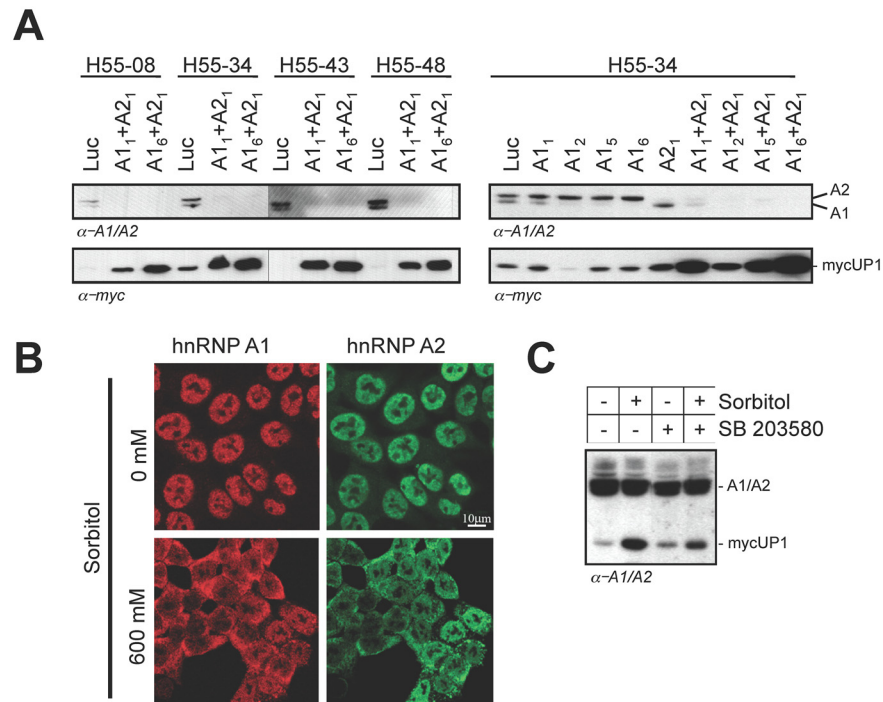 A
H55-08 H55-34 H55-43 H55-48 H55-34
Luc A1₁+A2₁ A1₆+A2₁ Luc A1₁+A2₁ A1₆+A2₁ Luc A1₁+A2₁ A1₆+A2₁ Luc A1₁+A2₁ A1₆+A2₁ Luc A1₁ A1₂ A1₅ A1₆ A2₁ A1₁+A2₁ A1₂+A2₁ A1₅+A2₁ A1₆+A2₁
A2
A1
α-A1/A2 α-A1/A2
- mycUP1
α-myc α-myc
B
hnRNP A1 hnRNP A2
Sorbitol
0 mM
10μm
600 mM
C
- + - + Sorbitol
- - + + SB 203580
- A1/A2
- mycUP1
α-A1/A2